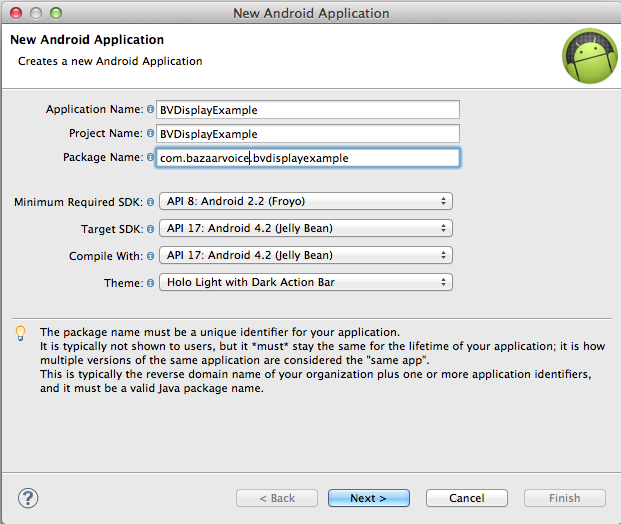 New Android Application
New Android Application
Creates a new Android Application
Application Name: BVDisplayExample
Project Name: BVDisplayExample
Package Name: com.bazaarvoice.bvdisplayexample
Minimum Required SDK: API 8: Android 2.2 (Froyo)
Target SDK: API 17: Android 4.2 (Jelly Bean)
Compile With: API 17: Android 4.2 (Jelly Bean)
Theme: Holo Light with Dark Action Bar
The package name must be a unique identifier for your application.
It is typically not shown to users, but it *must* stay the same for the lifetime of your application; it is how
multiple versions of the same application are considered the "same app".
This is typically the reverse domain name of your organization plus one or more application identifiers,
and it must be a valid Java package name.
? < Back Next > Cancel Finish